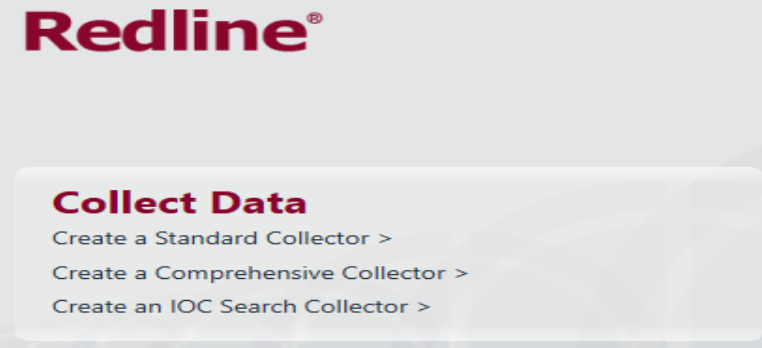 Redline®
Collect Data
Create a Standard Collector >
Create a Comprehensive Collector >
Create an IOC Search Collector >